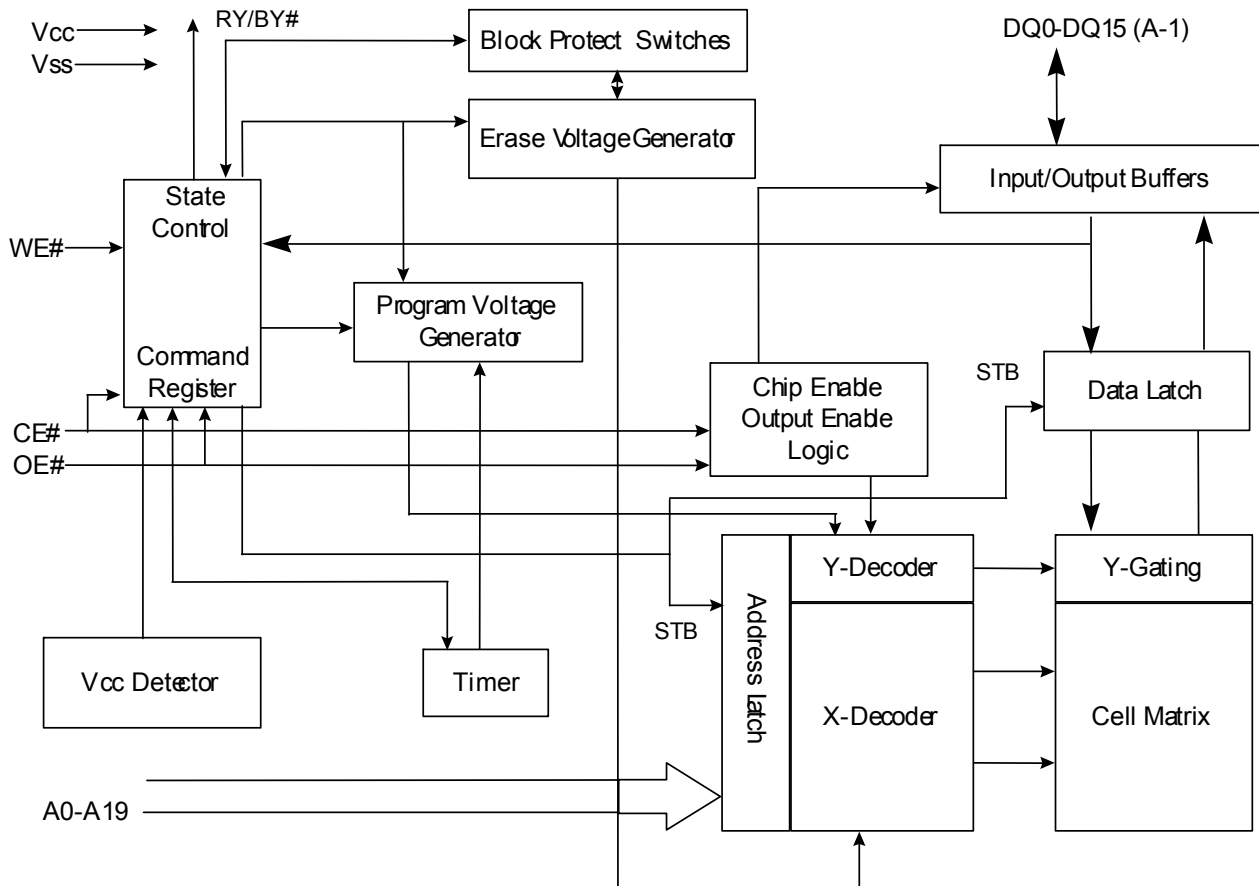 Vcc
Vss
RY/BY#
Block Protect Switches
DQ0-DQ15 (A-1)
Erase Voltage Generator
Input/Output Buffers
State
Control
WE#
Program Voltage
Generator
Command
Register
STB
Chip Enable
Output Enable
Logic
Data Latch
CE#
OE#
Y-Decoder
Y-Gating
Address Latch
STB
Vcc Detector
Timer
X-Decoder
Cell Matrix
A0-A19